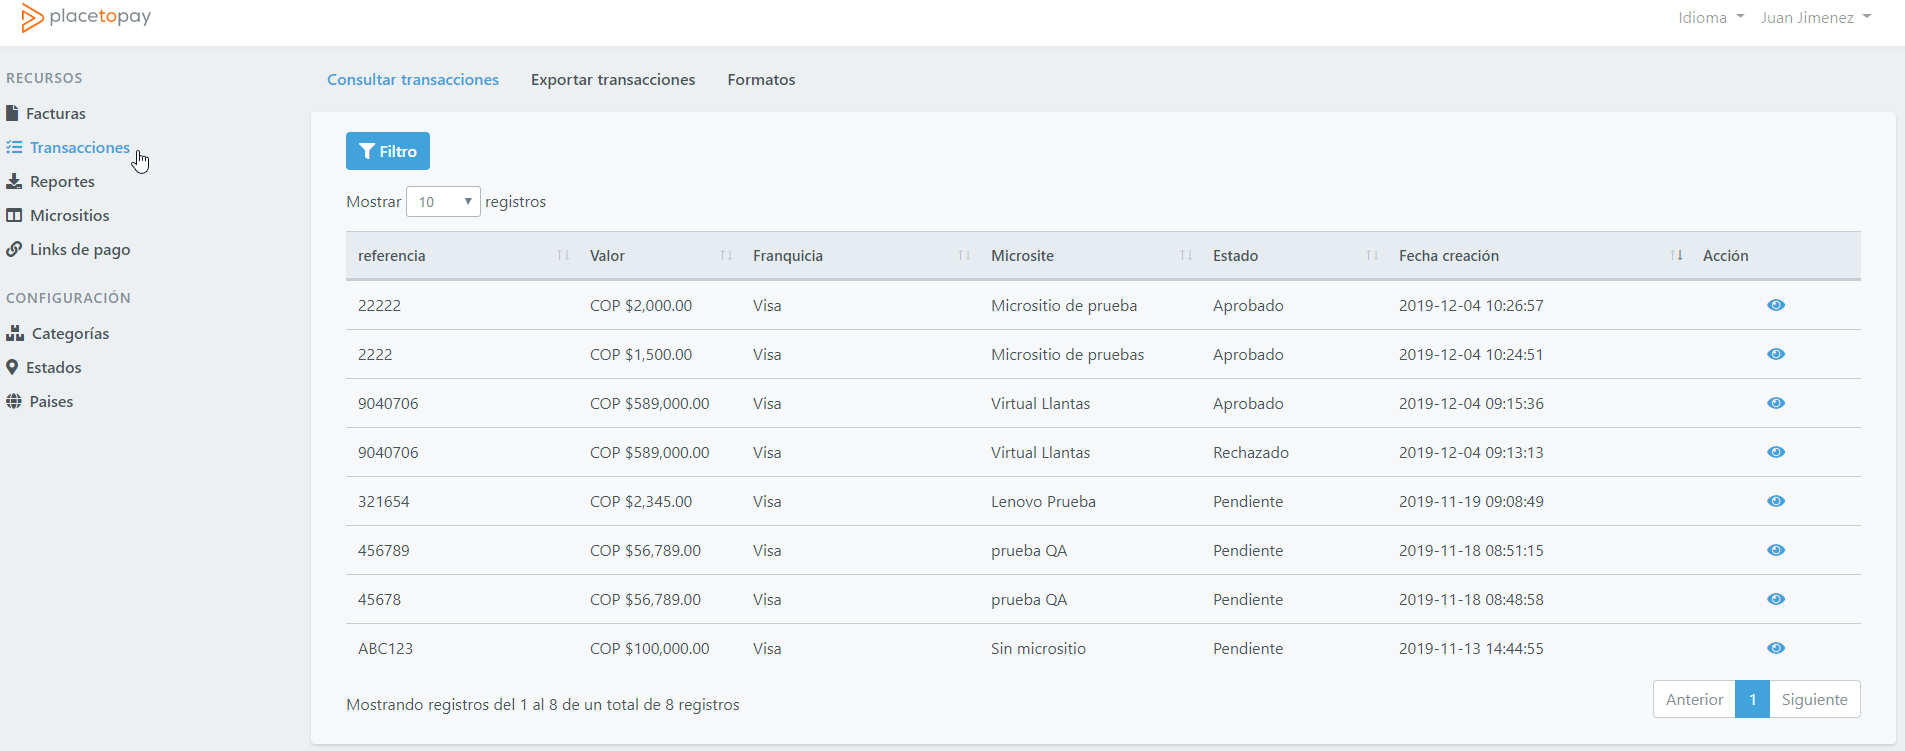 placetopay
Idioma Juan Jimenez
RECURSOS
Facturas
Transacciones
Reportes
Micrositios
Links de pago
CONFIGURACIÓN
Categorías
Estados
Paises
Consultar transacciones Exportar transacciones Formatos
Filtro
Mostrar 10 registros
referencia Valor Franquicia Microsite Estado Fecha creación Acción
22222 COP $2,000.00 Visa Micrositio de prueba Aprobado 2019-12-04 10:26:57
2222 COP $1,500.00 Visa Micrositio de pruebas Aprobado 2019-12-04 10:24:51
9040706 COP $589,000.00 Visa Virtual Llantas Aprobado 2019-12-04 09:15:36
9040706 COP $589,000.00 Visa Virtual Llantas Rechazado 2019-12-04 09:13:13
321654 COP $2,345.00 Visa Lenovo Prueba Pendiente 2019-11-19 09:08:49
456789 COP $56,789.00 Visa prueba QA Pendiente 2019-11-18 08:51:15
45678 COP $56,789.00 Visa prueba QA Pendiente 2019-11-18 08:48:58
ABC123 COP $100,000.00 Visa Sin micrositio Pendiente 2019-11-13 14:44:55
Mostrando registros del 1 al 8 de un total de 8 registros
Anterior 1 Siguiente